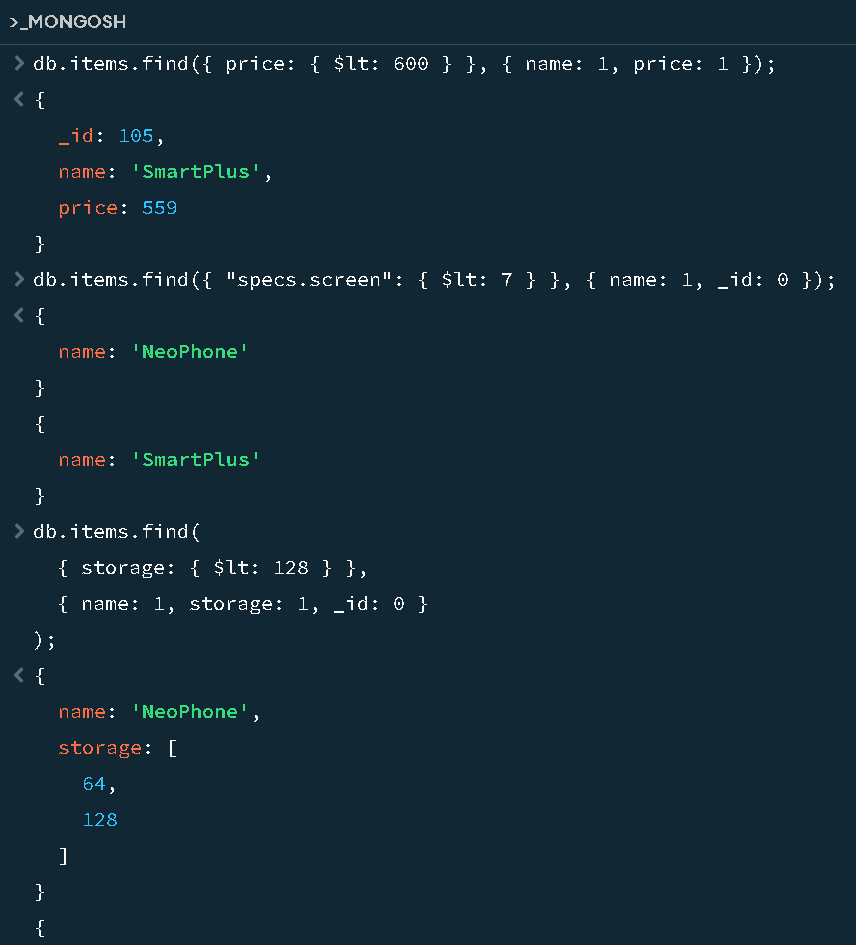 >_MONGOSH
> db.items.find({ price: { $lt: 600 } }, { name: 1, price: 1 });
< {
_id: 105,
name: 'SmartPlus',
price: 559
}
> db.items.find({ "specs.screen": { $lt: 7 } }, { name: 1, _id: 0 });
< {
name: 'NeoPhone'
}
{
name: 'SmartPlus'
}
> db.items.find(
{ storage: { $lt: 128 } },
{ name: 1, storage: 1, _id: 0 }
);
< {
name: 'NeoPhone',
storage: [
64,
128
]
}
{